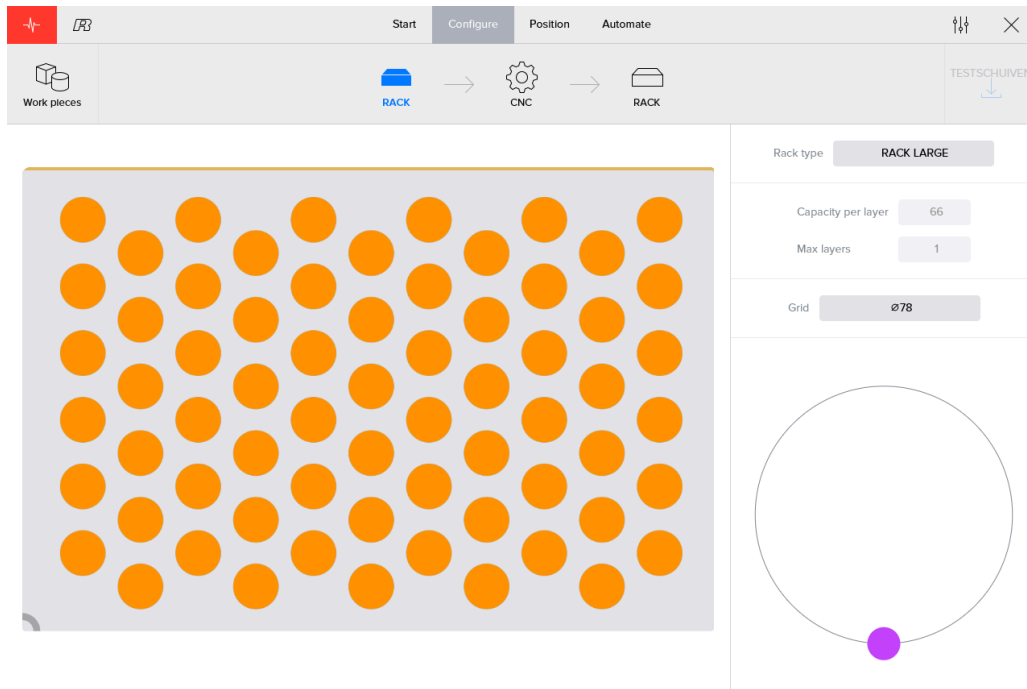 Start
Configure
Position
Automate
Work pieces
RACK
CNC
RACK
TESTSCHUIVEN
Rack type
RACK LARGE
Capacity per layer
66
Max layers
1
Grid
⌀78